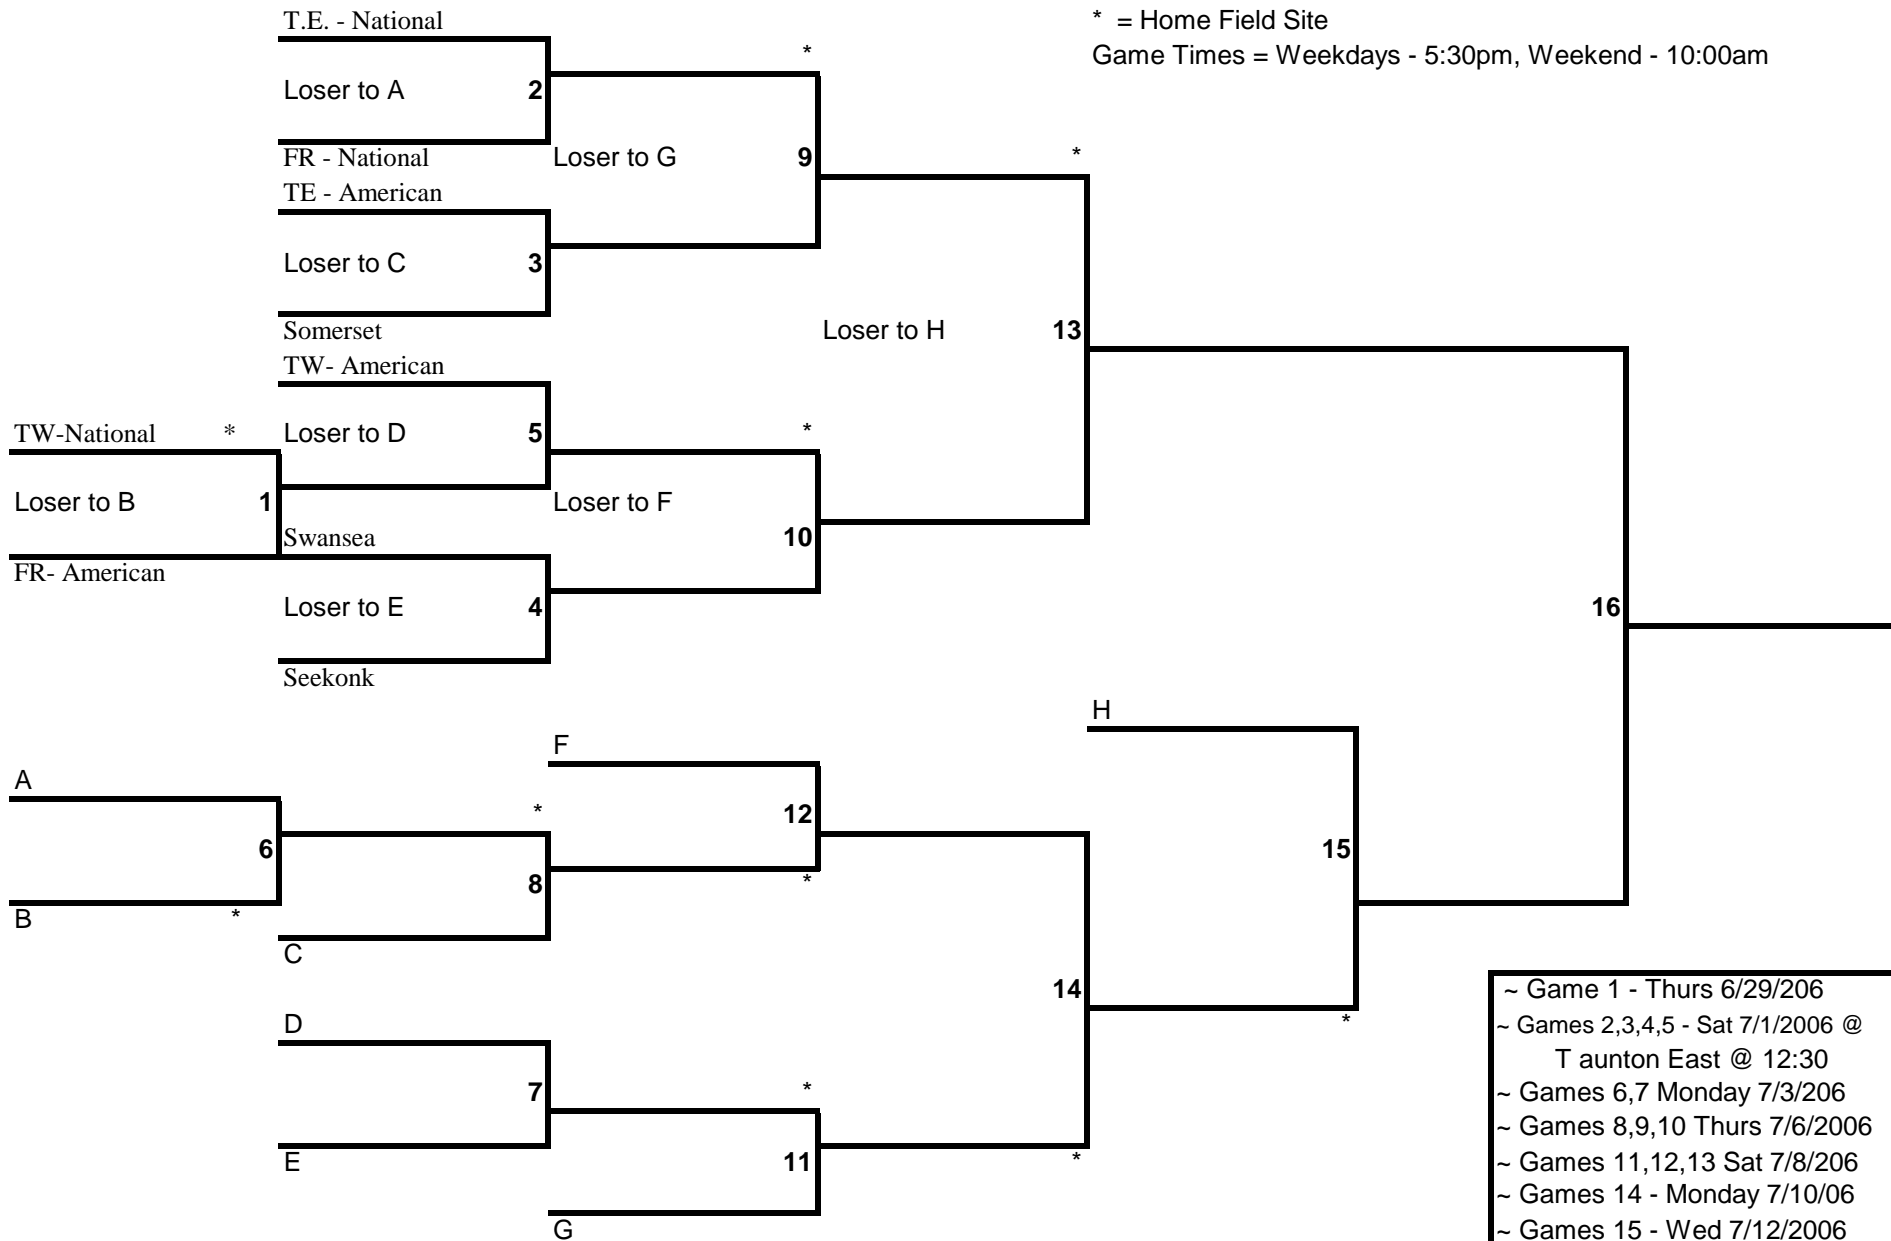 T.E. - National
* = Home Field Site
*
Game Times = Weekdays - 5:30pm, Weekend - 10:00am
Loser to A
2
FR - National
Loser to G
9
*
TE - American
Loser to C
3
Somerset
Loser to H
13
TW- American
TW-National
*
Loser to D
5
*
Loser to B
1
Loser to F
Swansea
10
FR- American
Loser to E
4
16
Seekonk
H
F
A
*
12
6
15
8
*
B
*
C
14
~ Game 1 - Thurs 6/29/206
D
*
~ Games 2,3,4,5 - Sat 7/1/2006 @
T aunton East @ 12:30
7
*
~ Games 6,7 Monday 7/3/206
~ Games 8,9,10 Thurs 7/6/2006
E
11
*
~ Games 11,12,13 Sat 7/8/206
~ Games 14 - Monday 7/10/06
G
~ Games 15 - Wed 7/12/2006